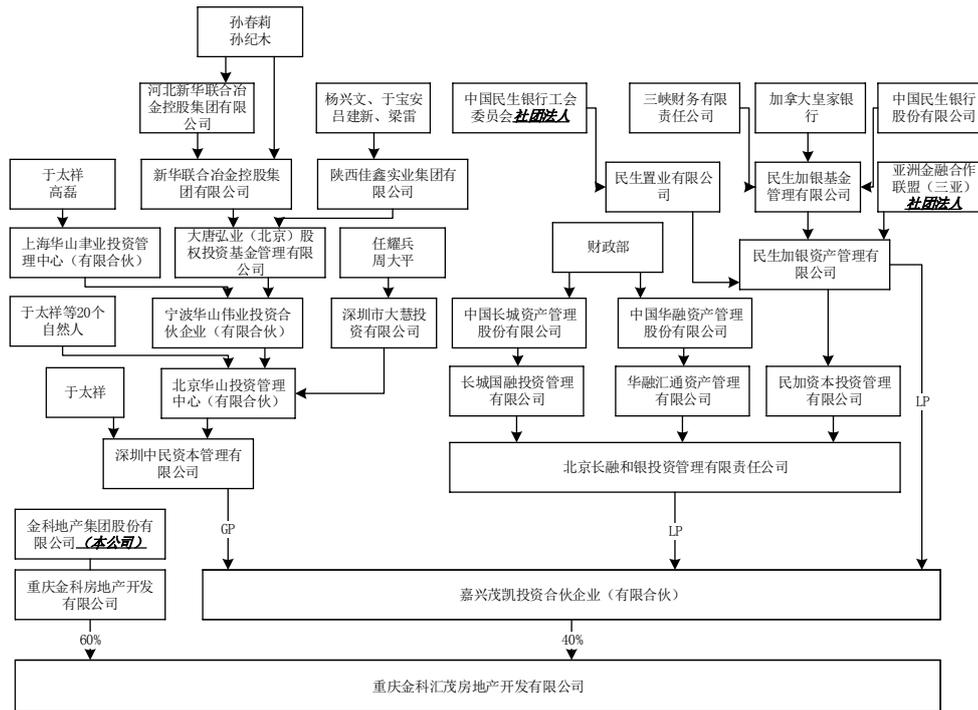 孙春莉
孙纪木
河北新华联合冶
金控股集团有限
公司
杨兴文、于宝安
吕建新、梁雷
中国民生银行工会
委员会社团法人
三峡财务有限
责任公司
加拿大皇家银
行
中国民生银行
股份有限公司
于太祥
高磊
新华联合冶金控股集
团有限公司
陕西佳鑫实业集团有
限公司
民生置业有限公
司
民生加银基金
管理有限公司
亚洲金融合作
联盟（三亚）
社团法人
上海华山聿业投资管
理中心（有限合伙）
大唐弘业（北京）股
权投资基金管理有限
公司
任耀兵
周大平
财政部
民生加银资产管理有
限公司
于太祥等20个
自然人
宁波华山伟业投资合
伙企业（有限合伙）
深圳市大慧投
资有限公司
中国长城资产管理
股份有限公司
中国华融资产管理
股份有限公司
于太祥
北京华山投资管理
中心（有限合伙）
长城国融投资管理
有限公司
华融汇通资产管理
有限公司
民加资本投资管理
有限公司
LP
深圳中民资本管理有
限公司
北京长融和银投资管理有限责任公司
金科地产集团股份有
限公司（本公司）
GP
LP
重庆金科房地产开发
有限公司
嘉兴茂凯投资合伙企业（有限合伙）
60%
40%
重庆金科汇茂房地产开发有限公司